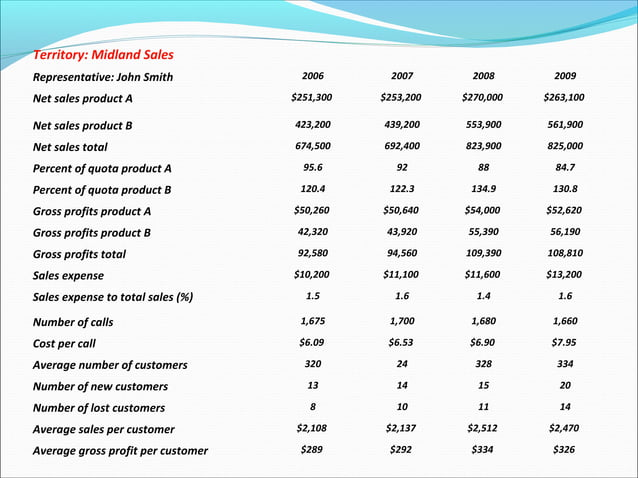 Territory: Midland Sales
Representative: John Smith 2006 2007 2008 2009
Net sales product A $251,300 $253,200 $270,000 $263,100
Net sales product B 423,200 439,200 553,900 561,900
Net sales total 674,500 692,400 823,900 825,000
Percent of quota product A 95.6 92 88 84.7
Percent of quota product B 120.4 122.3 134.9 130.8
Gross profits product A $50,260 $50,640 $54,000 $52,620
Gross profits product B 42,320 43,920 55,390 56,190
Gross profits total 92,580 94,560 109,390 108,810
Sales expense $10,200 $11,100 $11,600 $13,200
Sales expense to total sales (%) 1.5 1.6 1.4 1.6
Number of calls 1,675 1,700 1,680 1,660
Cost per call $6.09 $6.53 $6.90 $7.95
Average number of customers 320 24 328 334
Number of new customers 13 14 15 20
Number of lost customers 8 10 11 14
Average sales per customer $2,108 $2,137 $2,512 $2,470
Average gross profit per customer $289 $292 $334 $326